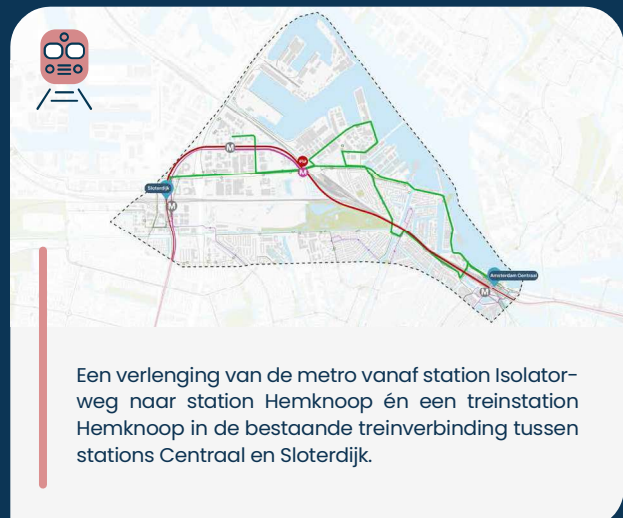 M
M
Sloterdijk
M
Amsterdam Centraal
M
Een verlenging van de metro vanaf station Isolator-
weg naar station Hemknoop én een treinstation
Hemknoop in de bestaande treinverbinding tussen
stations Centraal en Sloterdijk.